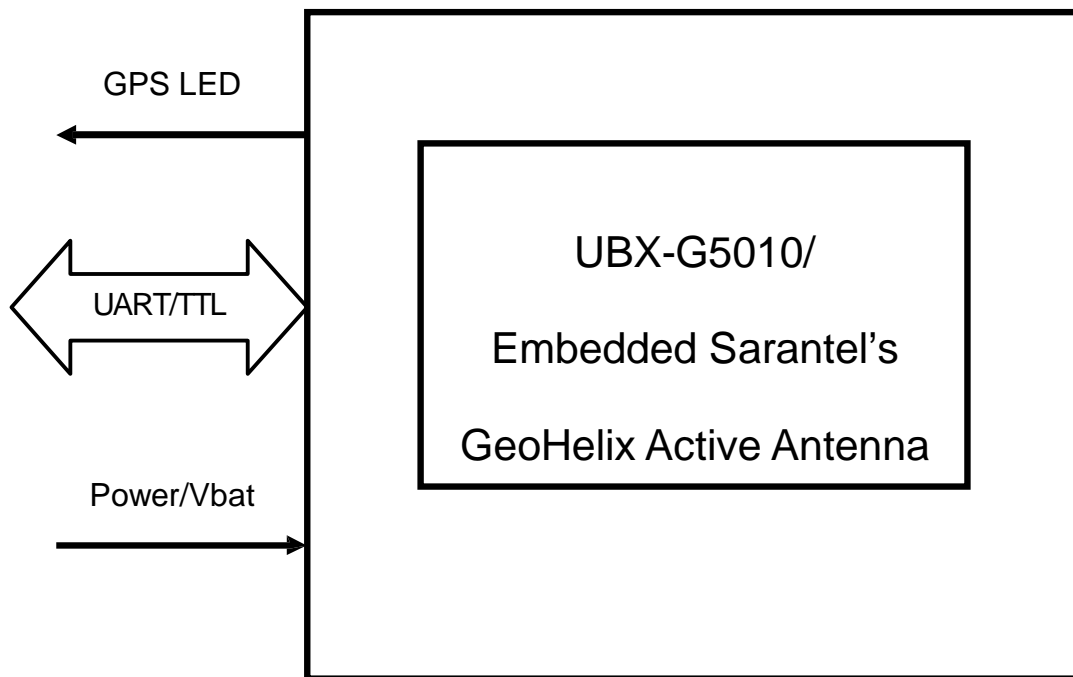 GPS LED
UART/TTL
Power/Vbat
UBX-G5010/
Embedded Sarantel’s
GeoHelix Active Antenna